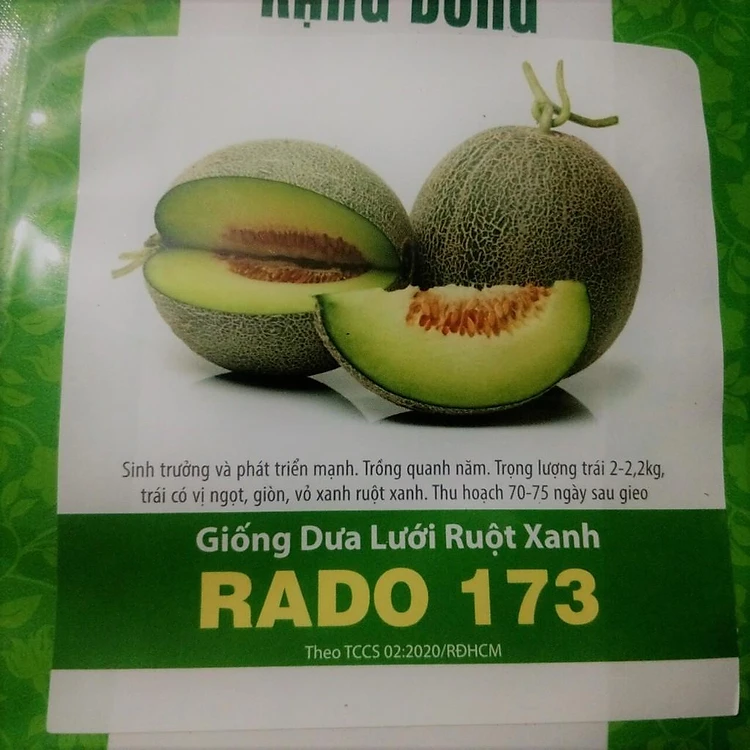 RẠNG ĐÔNG
Sinh trưởng và phát triển mạnh. Trồng quanh năm. Trọng lượng trái 2-2,2kg,
trái có vị ngọt, giòn, vỏ xanh ruột xanh. Thu hoạch 70-75 ngày sau gieo
Giống Dưa Lưới Ruột Xanh
RADO 173
Theo TCCS 02:2020/RĐHCM